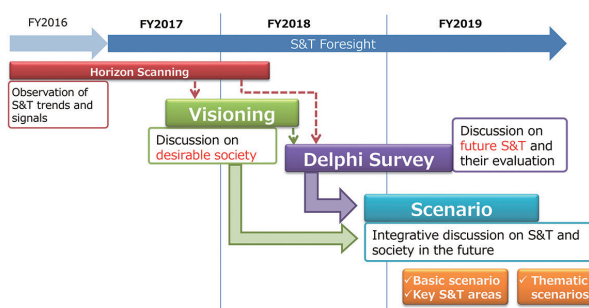 FY2016
FY2017
FY2018
FY2019
S&T Foresight
Horizon Scanning
Observation of
S&T trends and
signals
Visioning
Discussion on
desirable society
Delphi Survey
Discussion on
future S&T and
their evaluation
Scenario
Integrative discussion on S&T and
society in the future
✓Basic scenario
✓Key S&T areas
✓ Thematic
scenarios